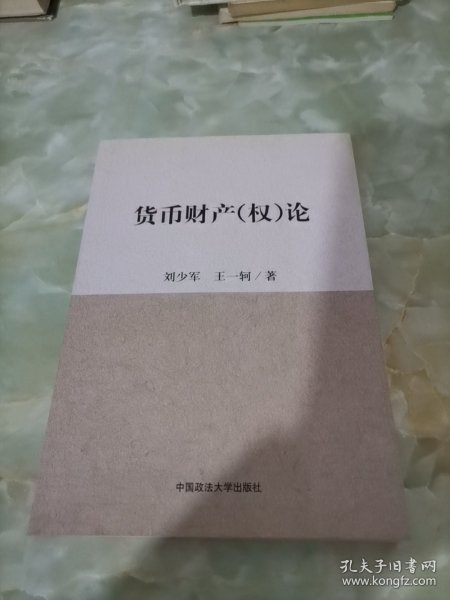 货币财产(权)论
刘少军 王一轲/著
中国政法大学出版社
孔夫子旧书网
www.kongfz.com